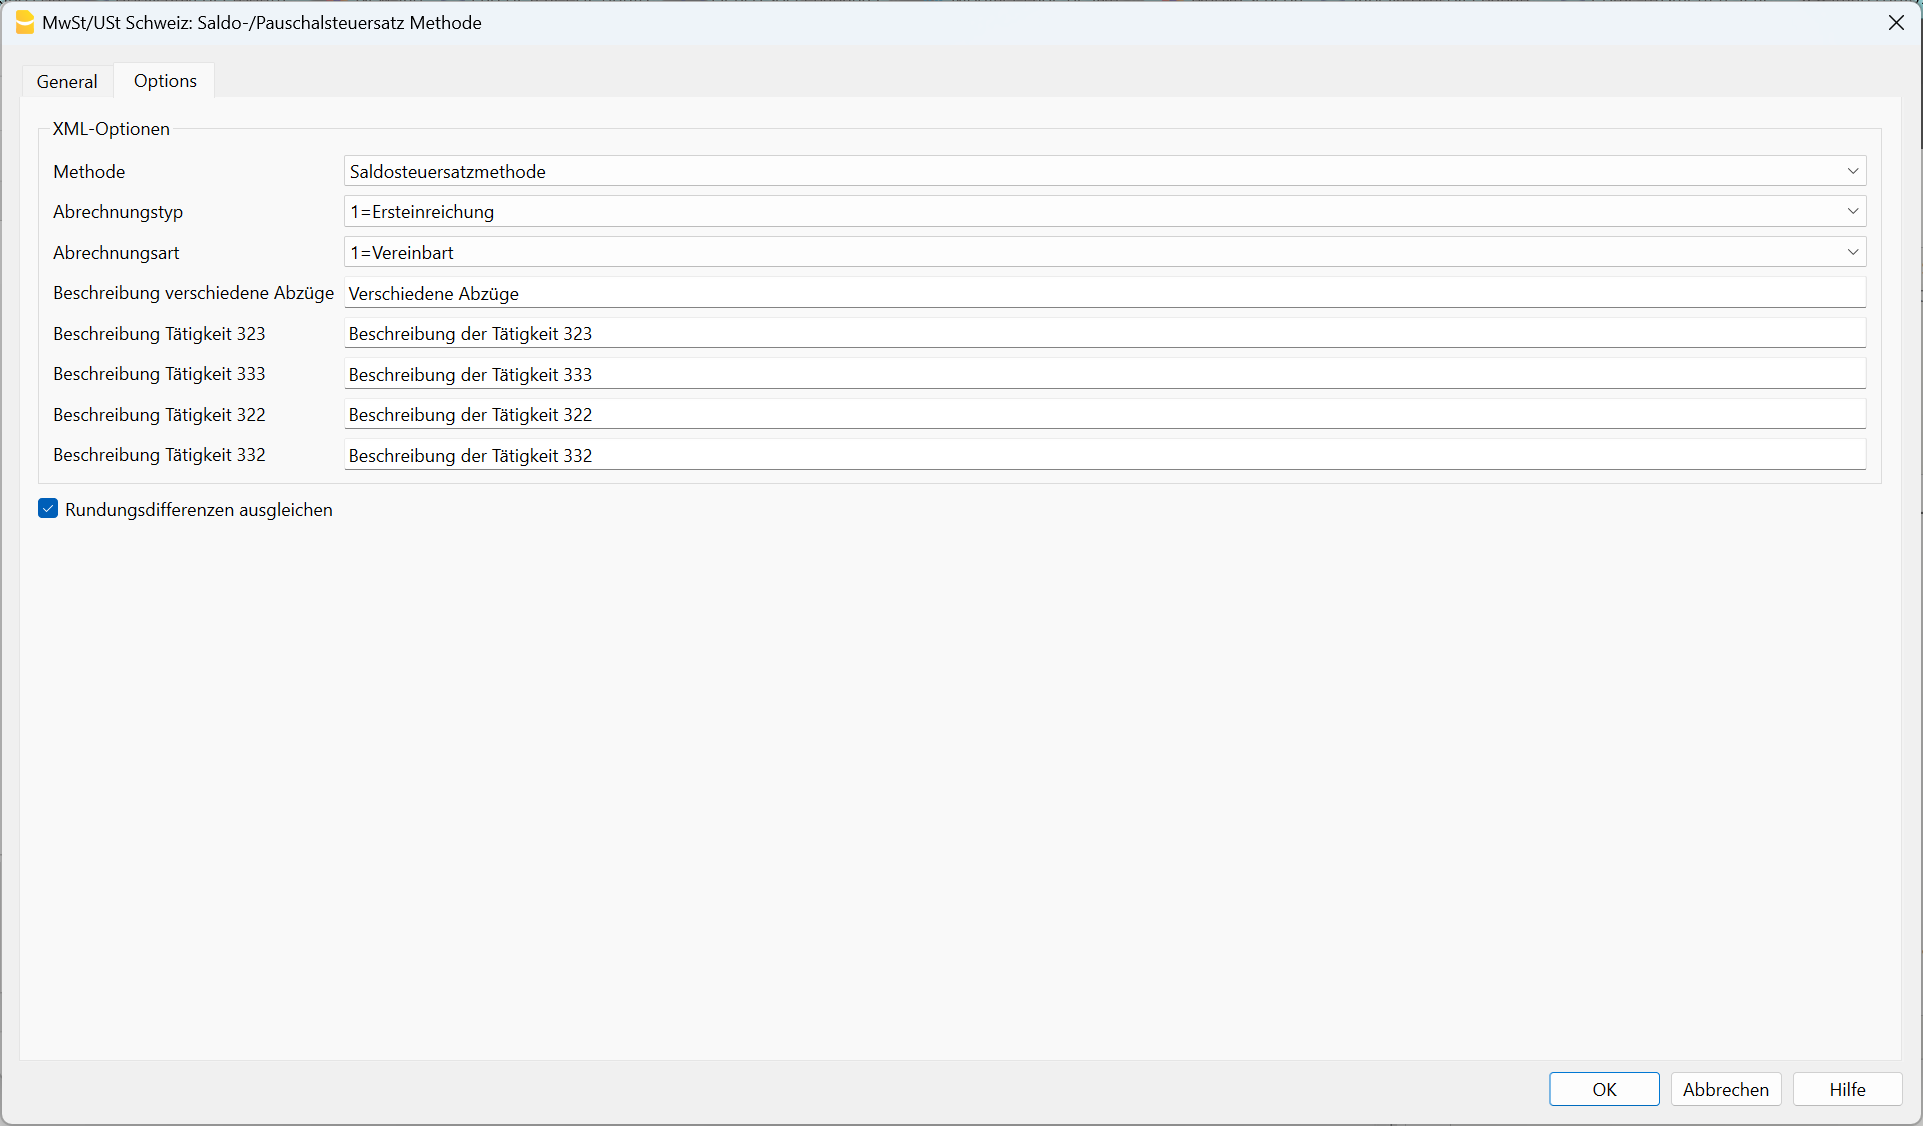 MwSt/USt Schweiz: Saldo-/Pauschalsteuersatz Methode
General Options
XML-Optionen
Methode Saldosteuersatzmethode
Abrechnungstyp 1=Ersteinreichung
Abrechnungsart 1=Vereinbart
Beschreibung verschiedene Abzüge Verschiedene Abzüge
Beschreibung Tätigkeit 323 Beschreibung der Tätigkeit 323
Beschreibung Tätigkeit 333 Beschreibung der Tätigkeit 333
Beschreibung Tätigkeit 322 Beschreibung der Tätigkeit 322
Beschreibung Tätigkeit 332 Beschreibung der Tätigkeit 332
Rundungsdifferenzen ausgleichen
OK Abbrechen Hilfe